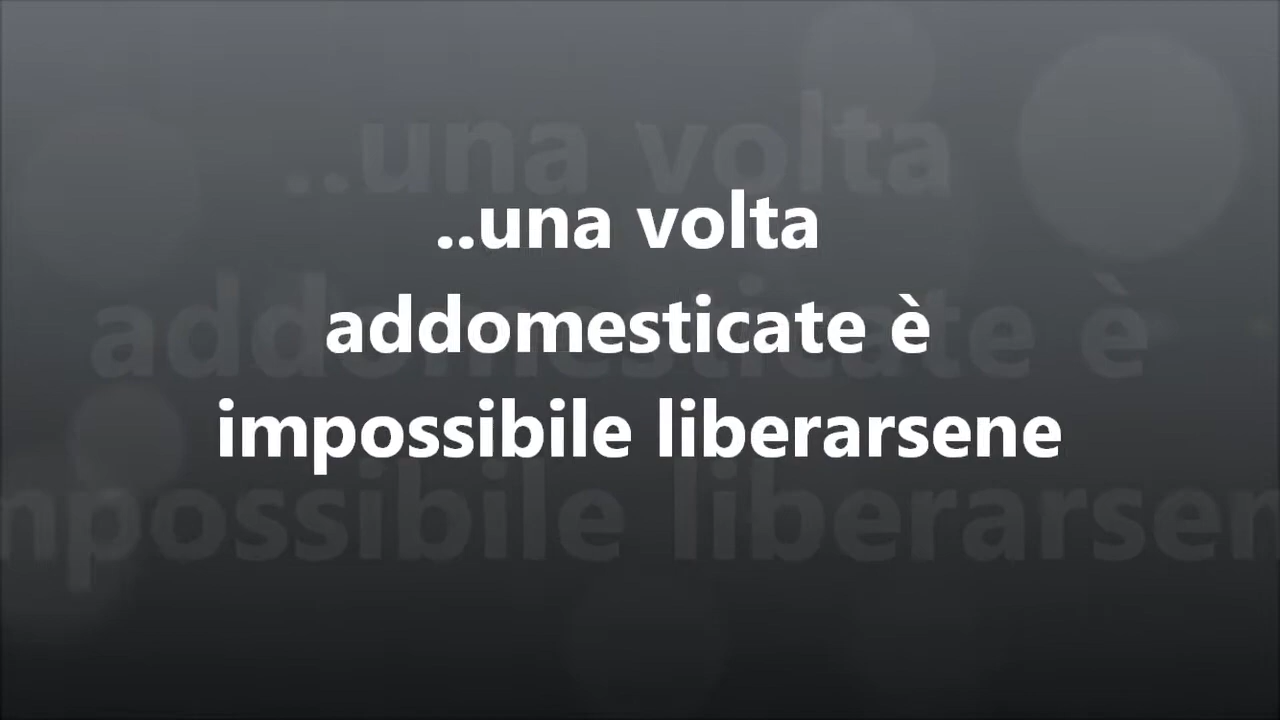 ..una volta
addomesticate è
impossibile liberarsene